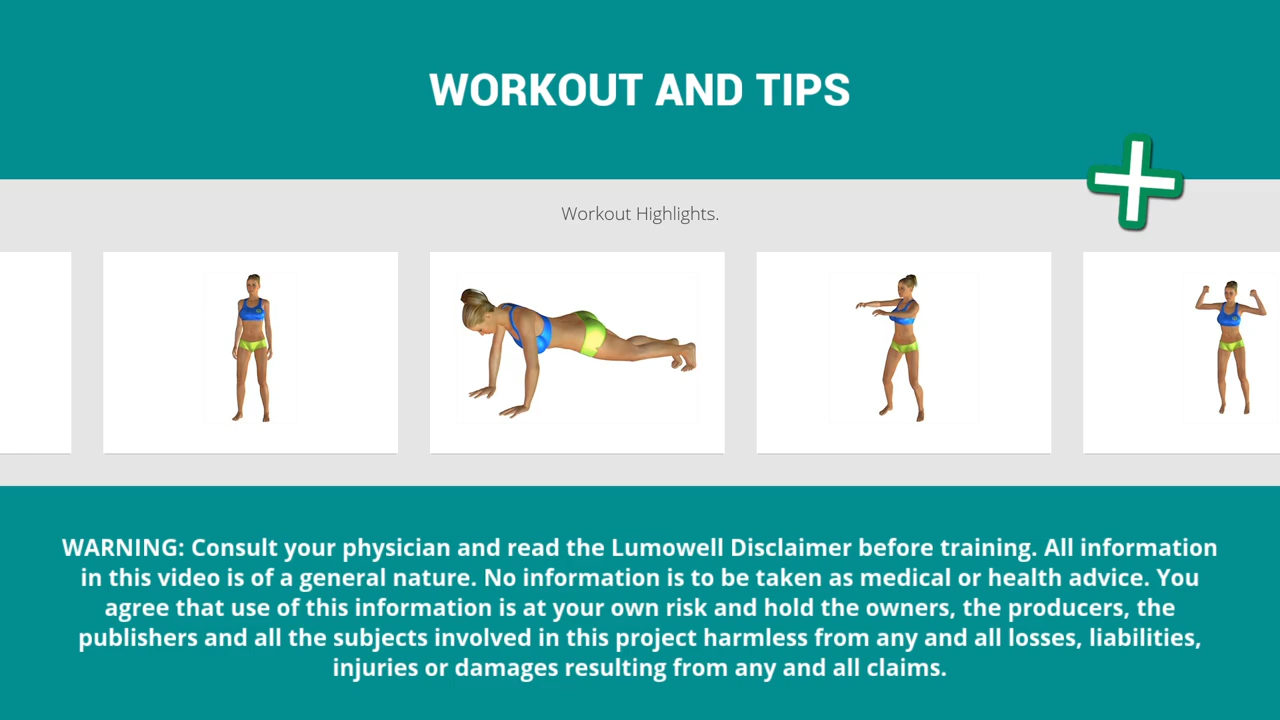 WORKOUT AND TIPS
Workout Highlights.
WARNING: Consult your physician and read the Lumowell Disclaimer before training. All information
in this video is of a general nature. No information is to be taken as medical or health advice. You
agree that use of this information is at your own risk and hold the owners, the producers, the
publishers and all the subjects involved in this project harmless from any and all losses, liabilities,
injuries or damages resulting from any and all claims.